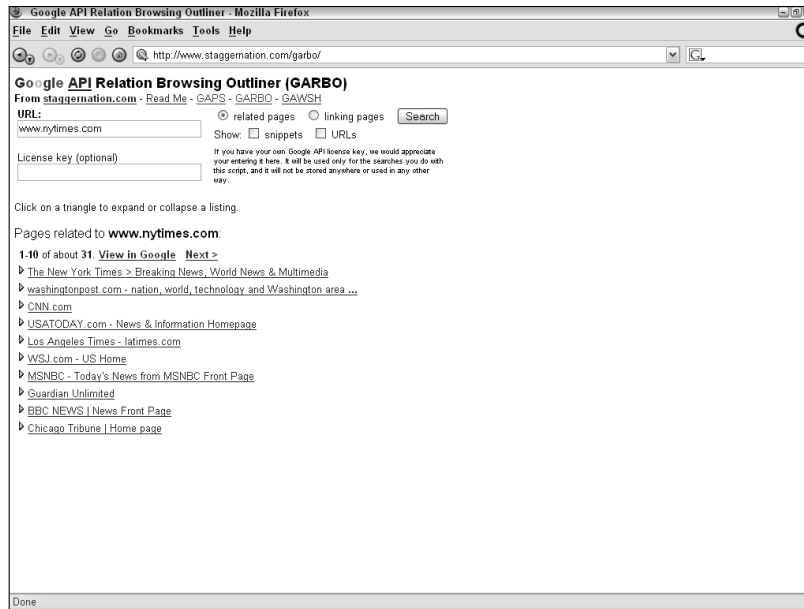 Google API Relation Browsing Outliner - Mozilla Firefox
File Edit View Go Bookmarks Tools Help
http://www.staggernation.com/garbo/
G
Google API Relation Browsing Outliner (GARBO)
From staggernation.com - Read Me - GAPS - GARBO - GAWSH
URL:
www.nytimes.com
related pages linking pages Search
Show: snippets URLs
License key (optional)
If you have your own Google API license key, we would appreciate
your entering it here. It will be used only for the searches you do with
this script, and it will not be stored anywhere or used in any other
way.
Click on a triangle to expand or collapse a listing.
Pages related to www.nytimes.com:
1-10 of about 31. View in Google Next >
The New York Times > Breaking News, World News & Multimedia
washingtonpost.com - nation, world, technology and Washington area ...
CNN.com
USATODAY.com - News & Information Homepage
Los Angeles Times - latimes.com
WSJ.com - US Home
MSNBC - Today's News from MSNBC Front Page
Guardian Unlimited
BBC NEWS | News Front Page
Chicago Tribune | Home page
Done